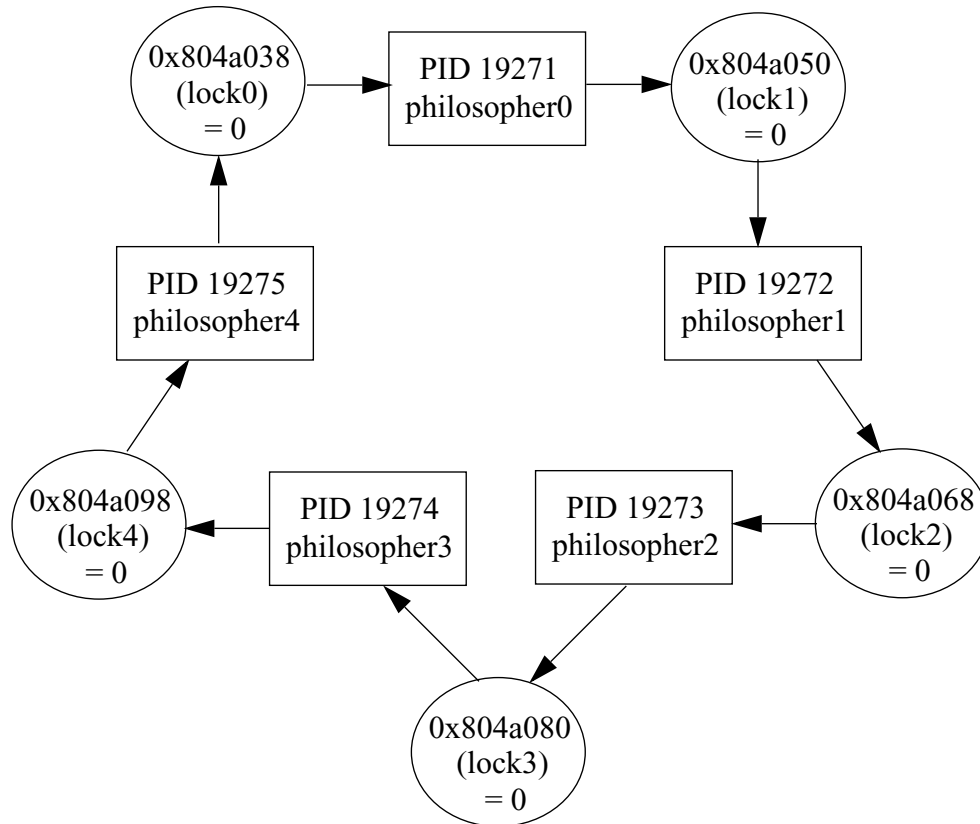 0x804a038
(lock0)
= 0
PID 19271
philosopher0
0x804a050
(lock1)
= 0
PID 19275
philosopher4
PID 19272
philosopher1
0x804a098
(lock4)
= 0
PID 19274
philosopher3
PID 19273
philosopher2
0x804a068
(lock2)
= 0
0x804a080
(lock3)
= 0